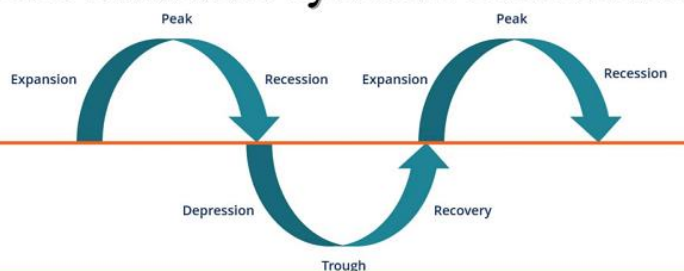 Peak
Peak
Expansion
Recession
Expansion
Recession
Depression
Recovery
Trough